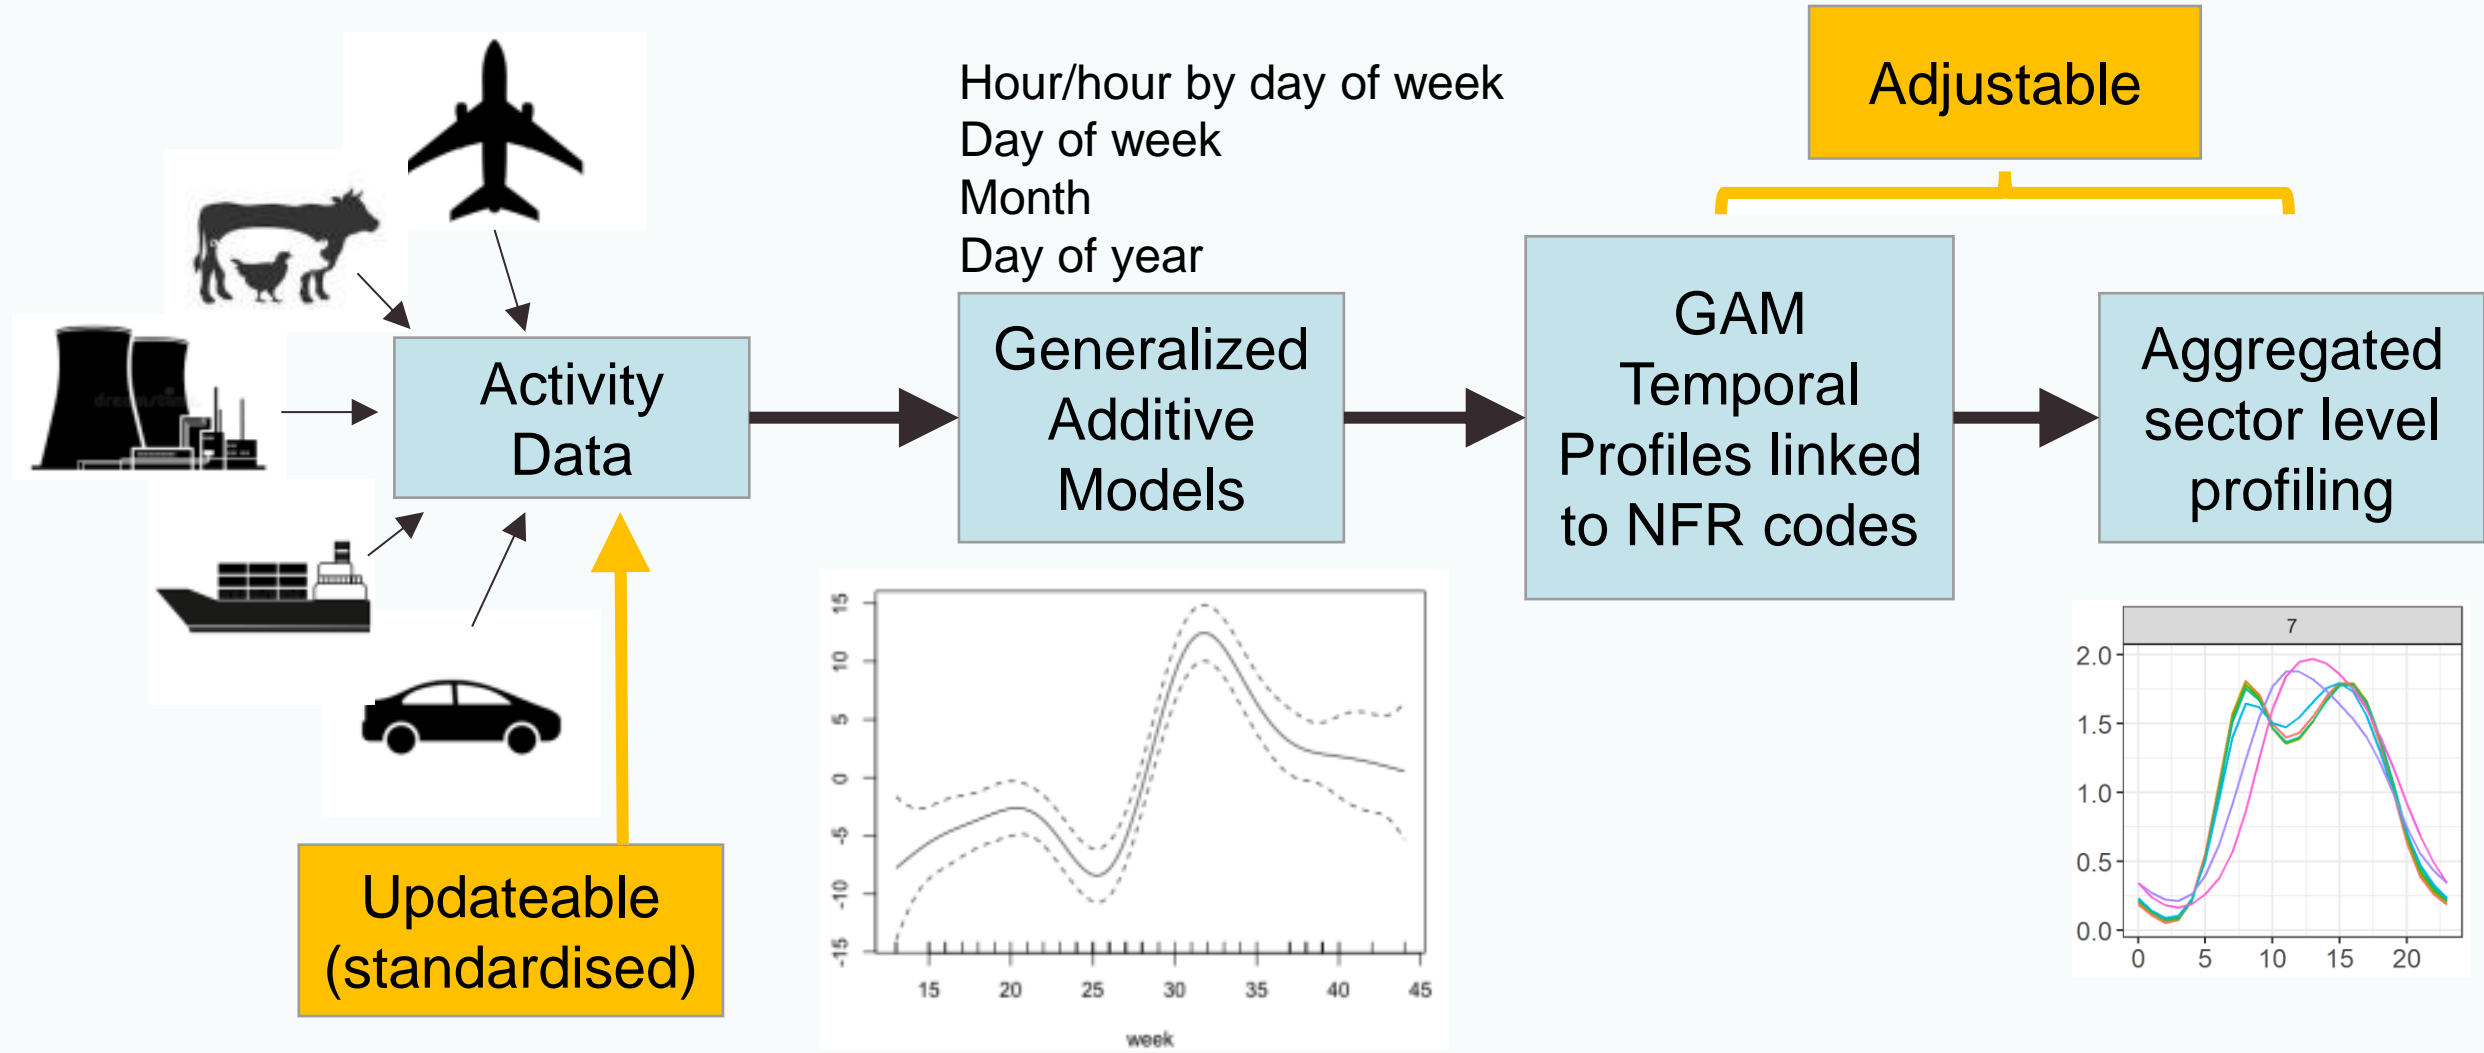 Hour/hour by day of week
Day of week
Month
Day of year
Adjustable
Activity
Data
Generalized
Additive
Models
GAM
Temporal
Profiles linked
to NFR codes
Aggregated
sector level
profiling
Updateable
(standardised)
15
10
5
0
-5
-10
-15
15 20 25 30 35 40 45
week
7
2.0
1.5
1.0
0.5
0.0
0 5 10 15 20